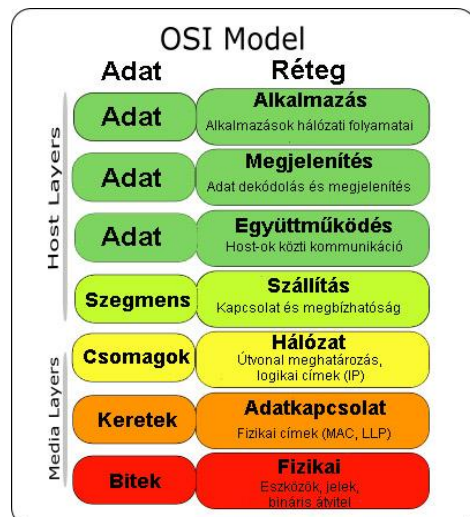 OSI Model
Adat Réteg
Host Layers
Adat
Alkalmazás
Alkalmazások hálózati folyamatai
Adat
Megjelenítés
Adat dekódolás és megjelenítés
Adat
Együttműködés
Host-ok közti kommunikáció
Szegmens
Szállítás
Kapcsolat és megbízhatóság
Media Layers
Csomagok
Hálózat
Útvonal meghatározás,
logikai címek (IP)
Keretek
Adatkapcsolat
Fizikai címek (MAC, LLP)
Bitek
Fizikai
Eszközök, jelek,
bináris átvitel